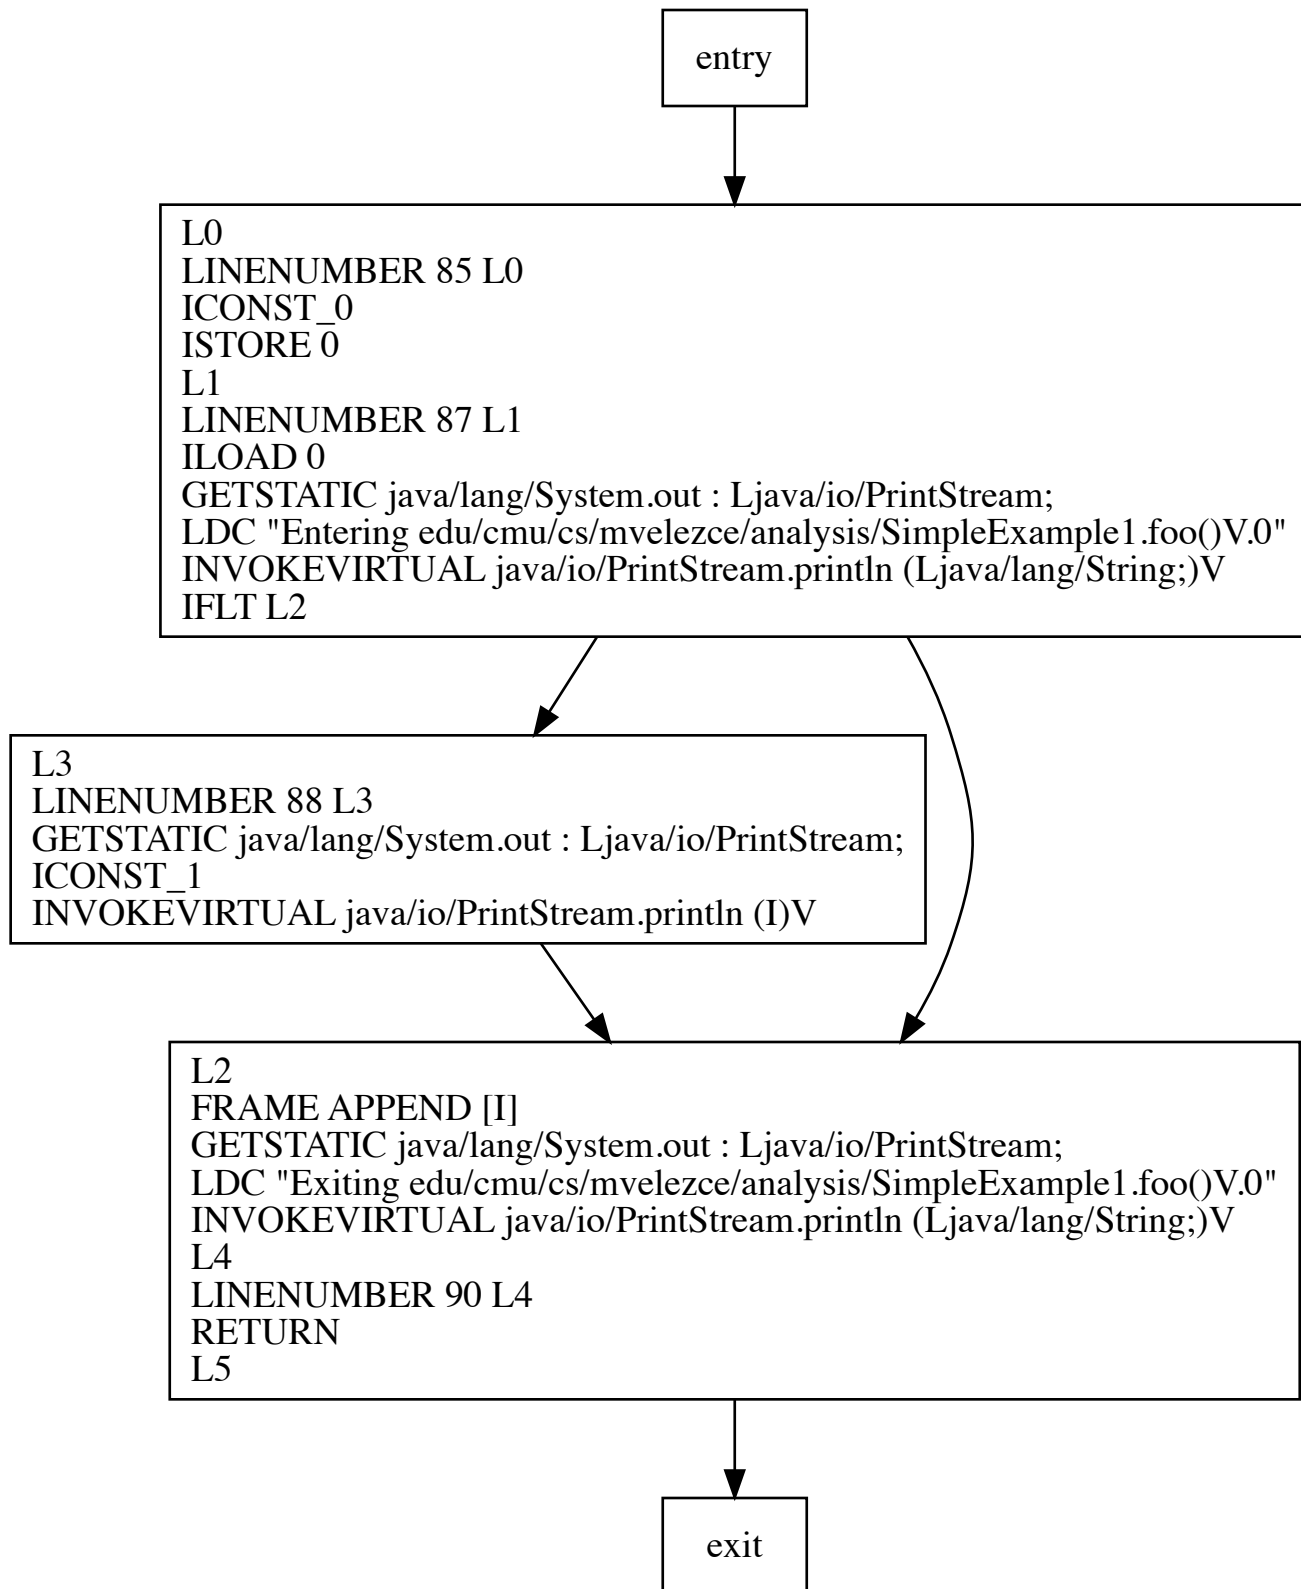 entry
L0
LINENUMBER 85 L0
ICONST_0
ISTORE 0
L1
LINENUMBER 87 L1
ILOAD 0
GETSTATIC java/lang/System.out : Ljava/io/PrintStream;
LDC "Entering edu/cmu/cs/mvelezce/analysis/SimpleExample1.foo()V.0"
INVOKEVIRTUAL java/io/PrintStream.println (Ljava/lang/String;)V
IFLT L2
L3
LINENUMBER 88 L3
GETSTATIC java/lang/System.out : Ljava/io/PrintStream;
ICONST_1
INVOKEVIRTUAL java/io/PrintStream.println (I)V
L2
FRAME APPEND [I]
GETSTATIC java/lang/System.out : Ljava/io/PrintStream;
LDC "Exiting edu/cmu/cs/mvelezce/analysis/SimpleExample1.foo()V.0"
INVOKEVIRTUAL java/io/PrintStream.println (Ljava/lang/String;)V
L4
LINENUMBER 90 L4
RETURN
L5
exit